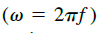 (ω = 2πf)